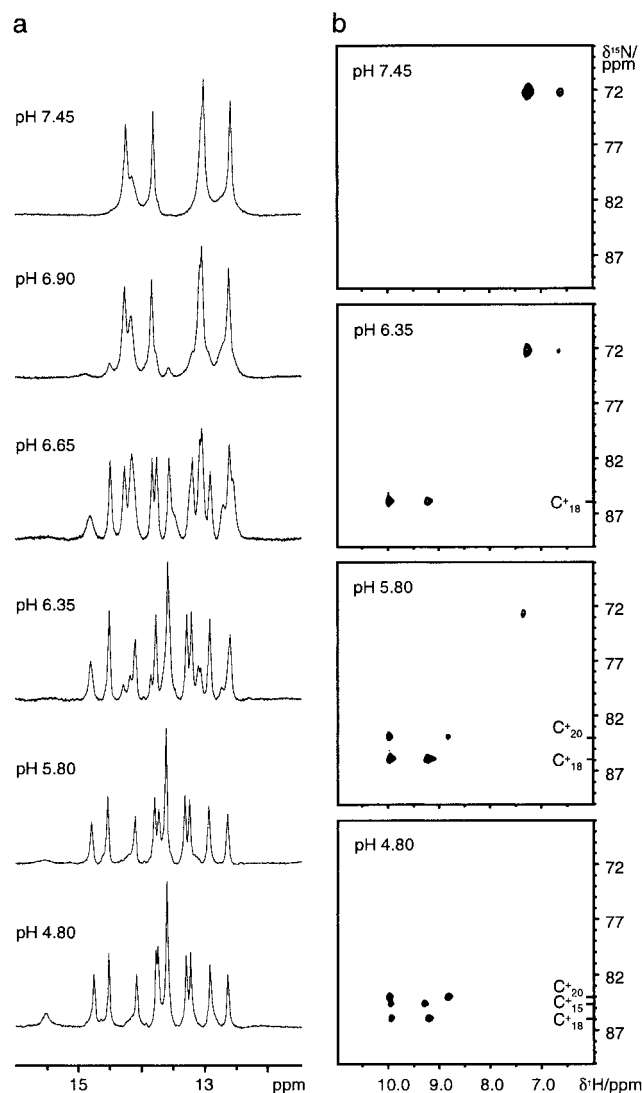 a
b
pH 7.45
pH 6.90
pH 6.65
pH 6.35
pH 5.80
pH 4.80
15 13 ppm
δ¹⁵N/
ppm
pH 7.45
72
77
82
87
pH 6.35
72
77
82
C⁺₁₈
87
pH 5.80
72
77
82
C⁺₂₀
C⁺₁₈
87
pH 4.80
72
77
82
C⁺₂₀
C⁺₁₅
C⁺₁₈
87
10.0 9.0 8.0 7.0 δ¹H/ppm